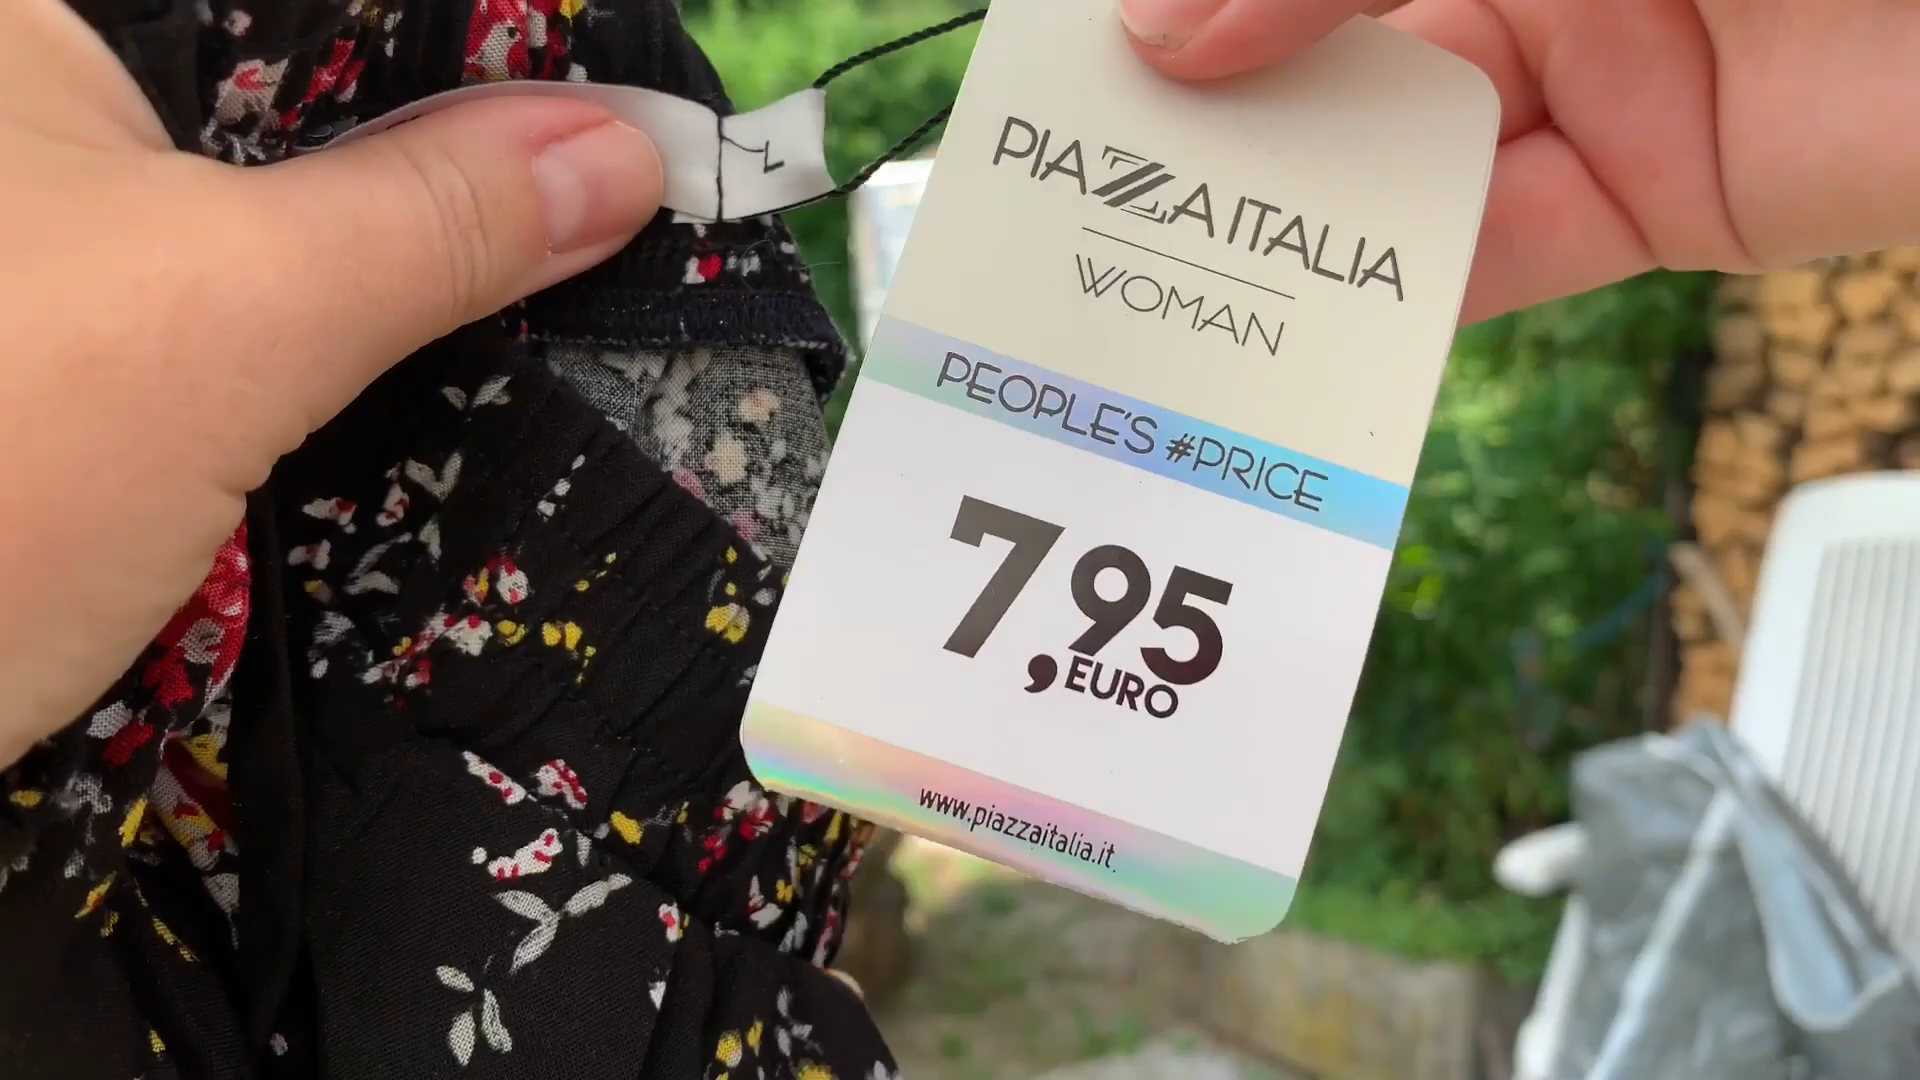 L
PIAZZA ITALIA
WOMAN
PEOPLE'S #PRICE
7,95
EURO
www.piazzaitalia.it